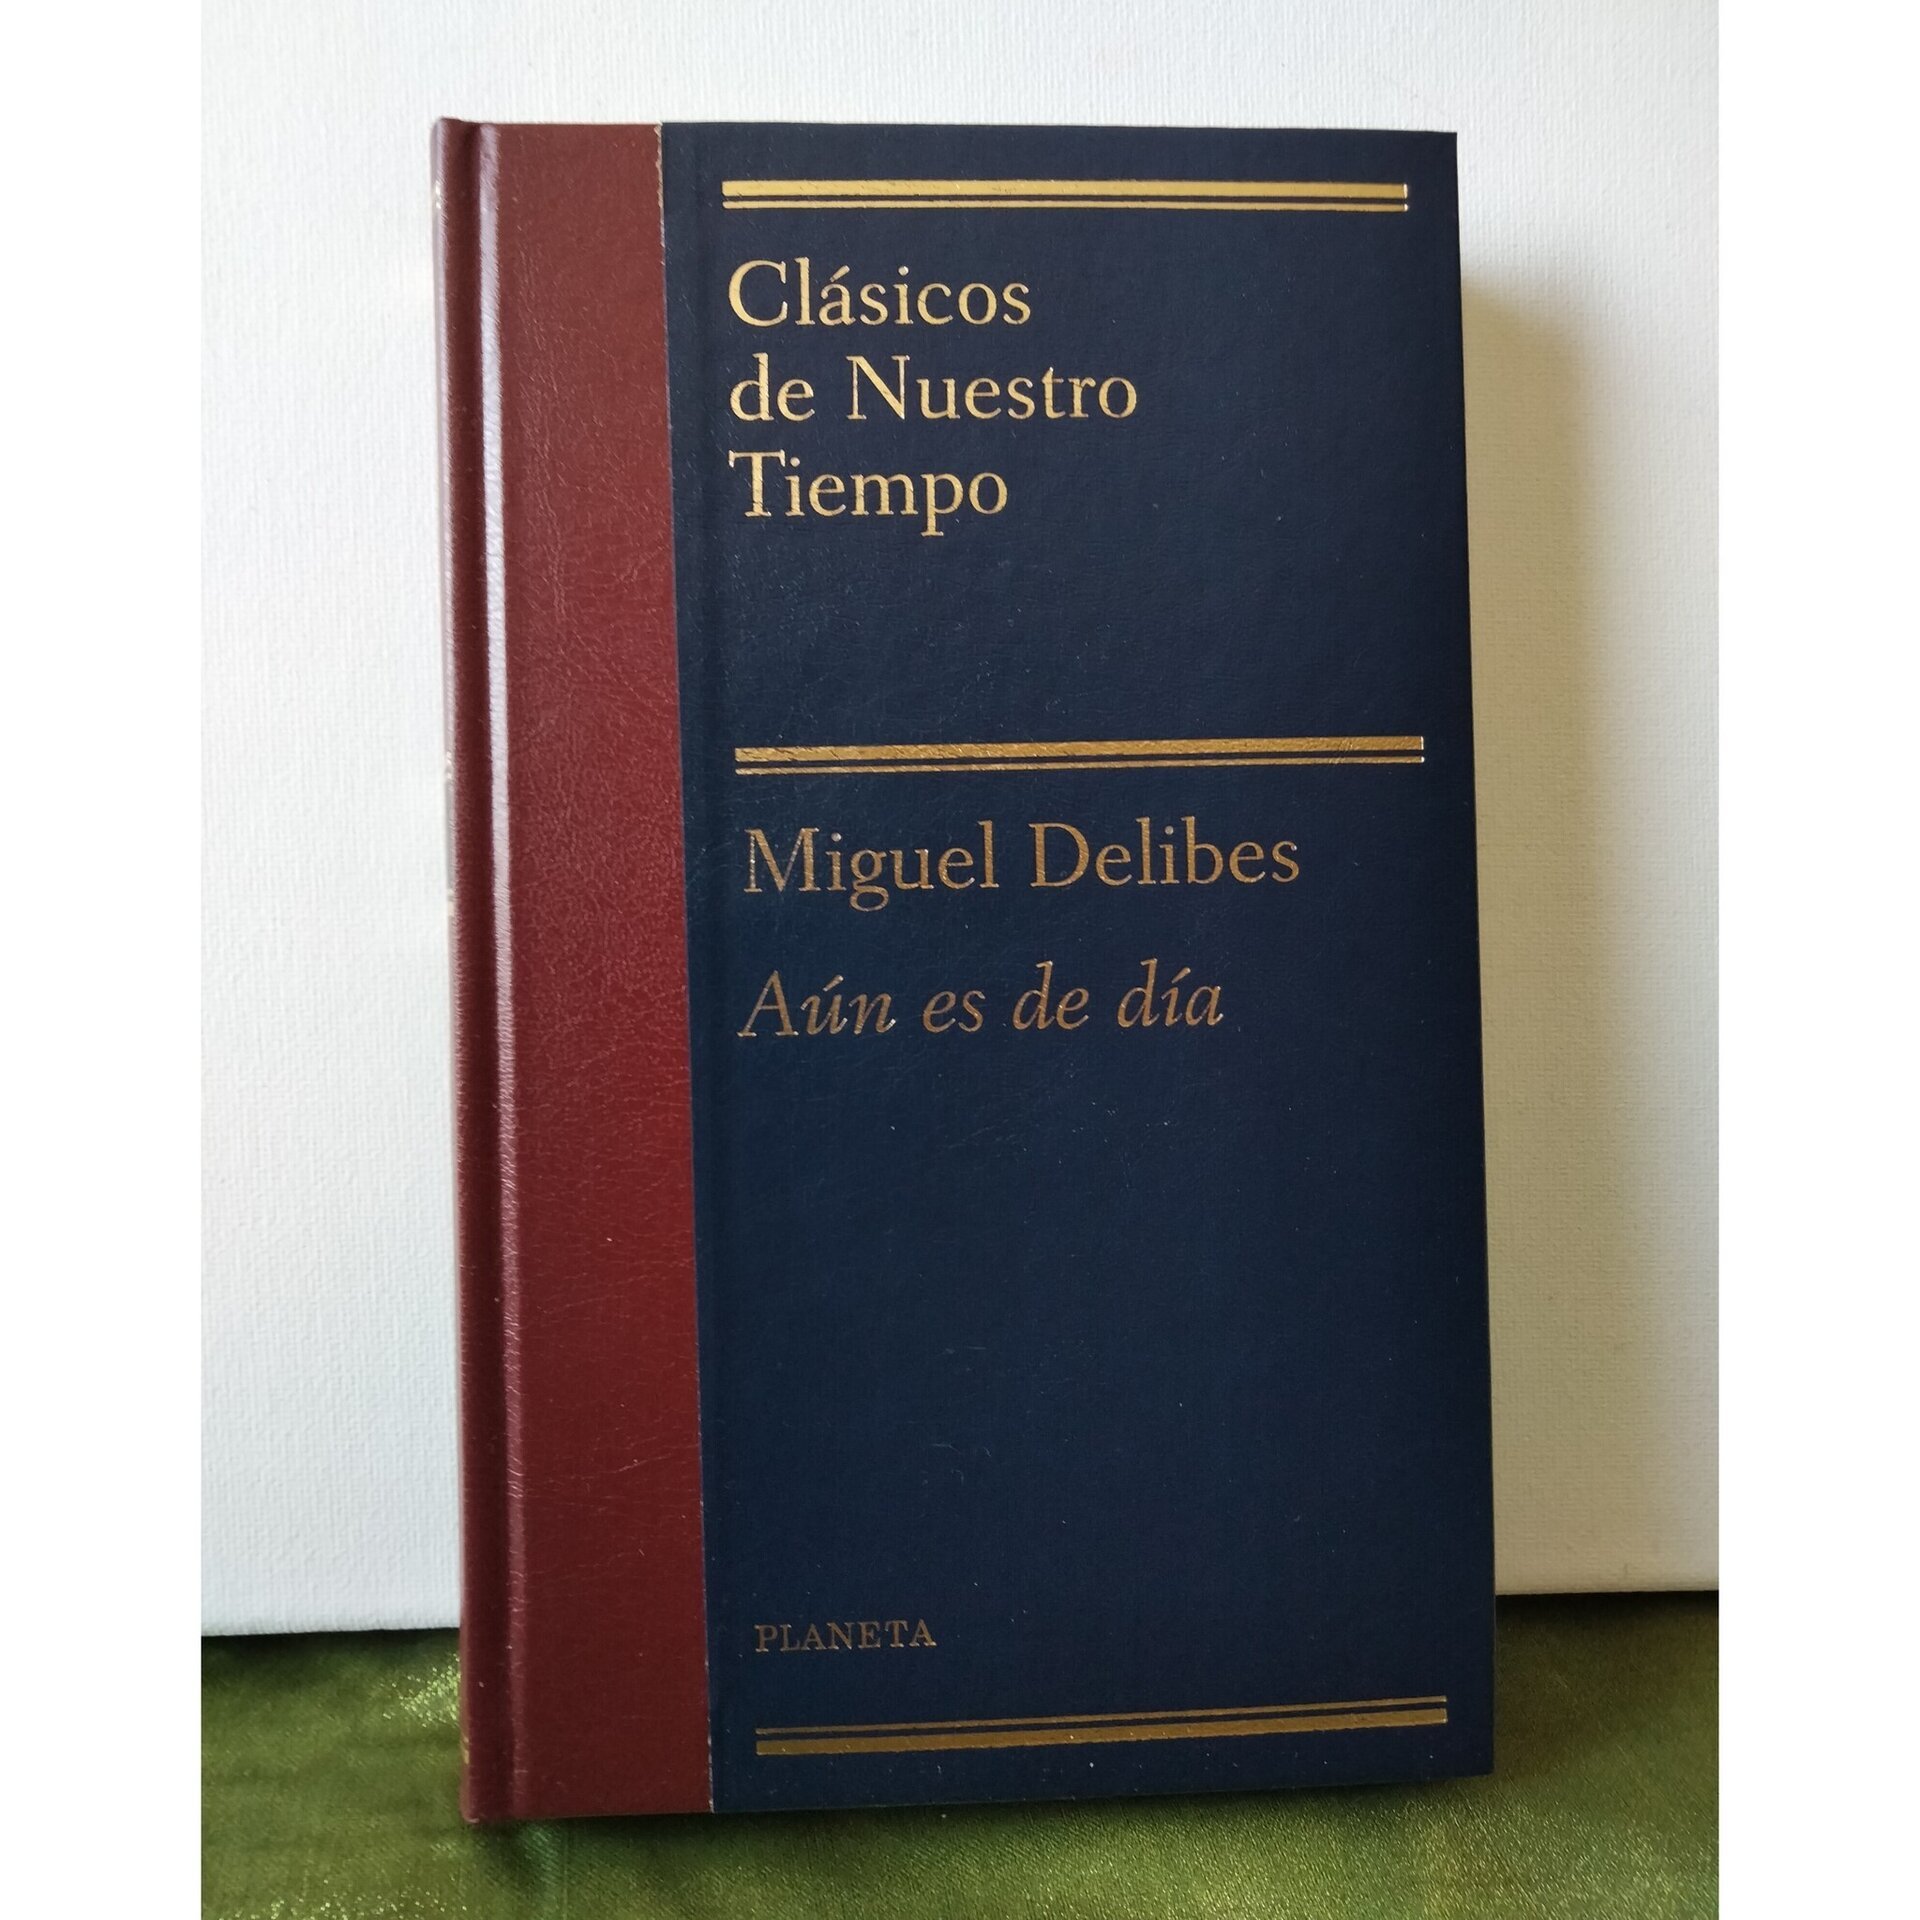 Clásicos
de Nuestro
Tiempo
Miguel Delibes
Aún es de día
PLANETA